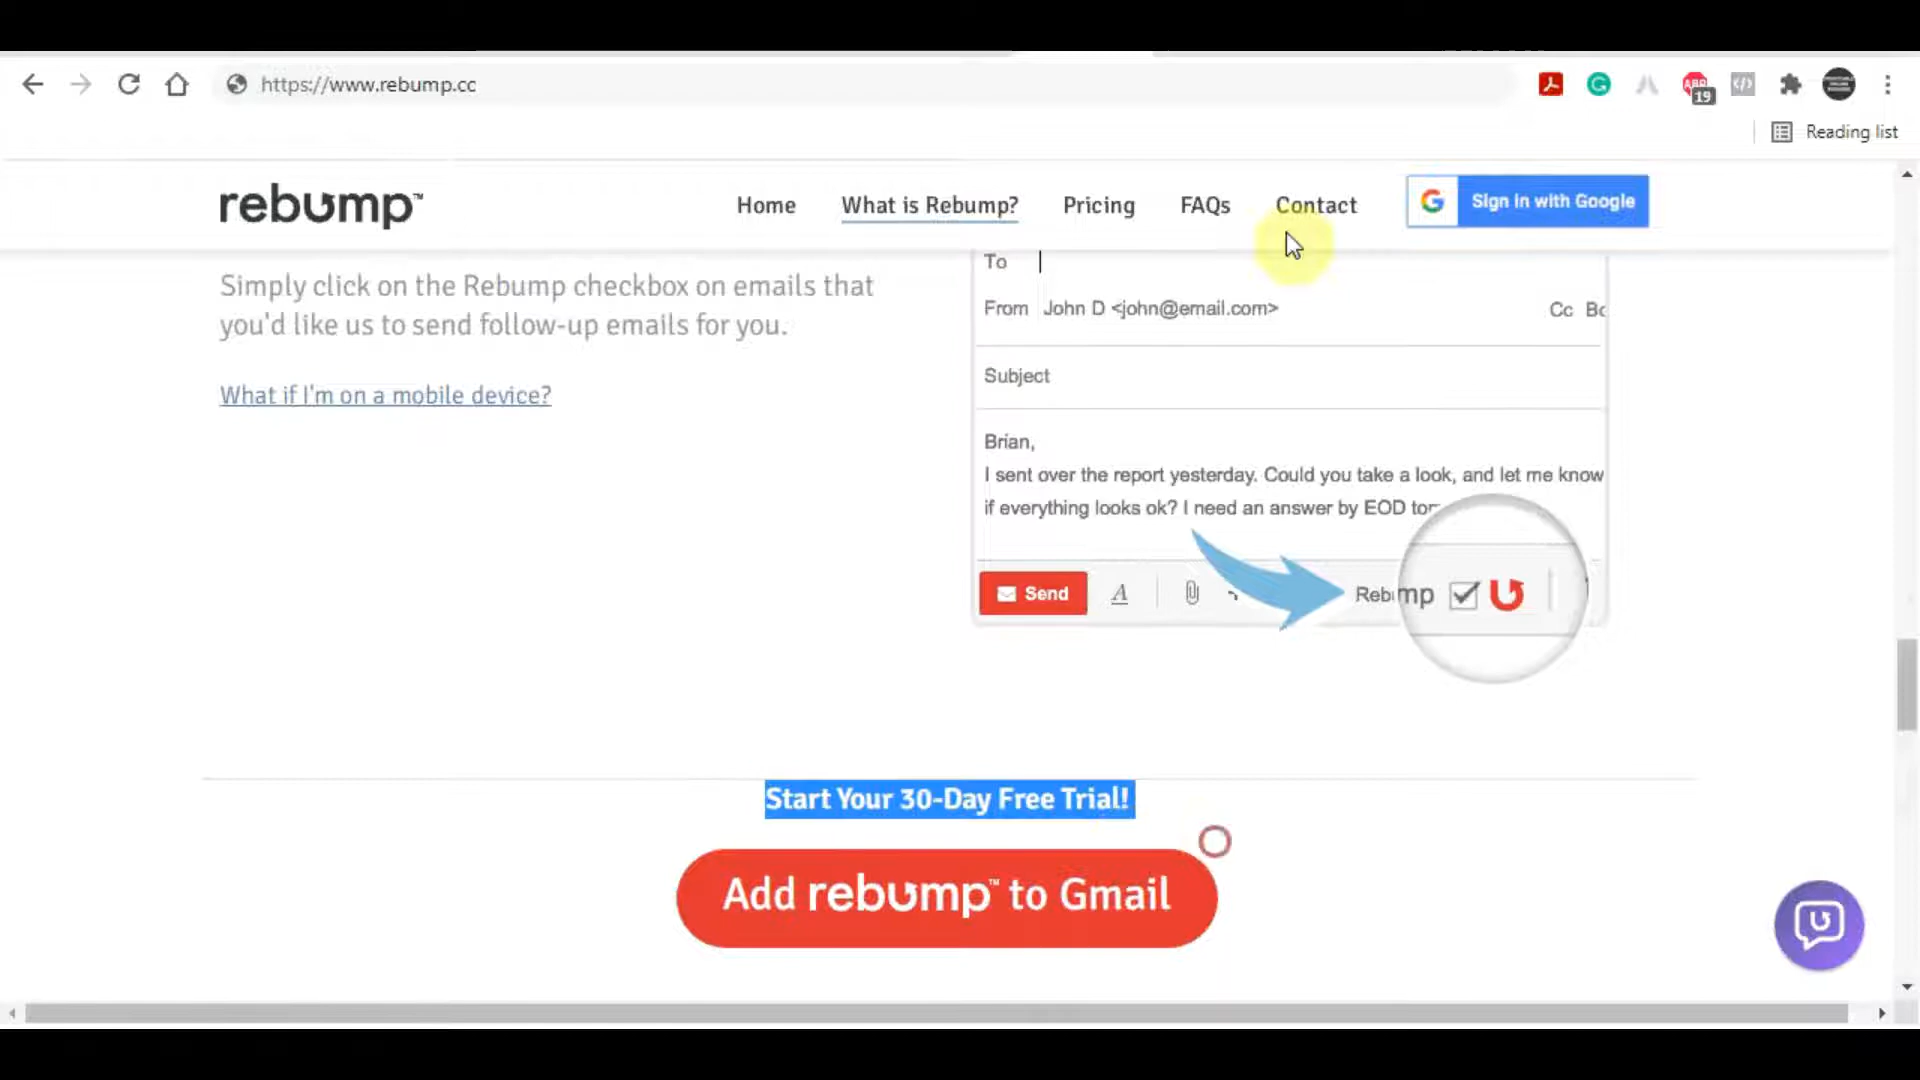 https://www.rebump.cc
ABP
19
Reading list
rebump™
Home
What is Rebump?
Pricing
FAQs
Contact
G
Sign in with Google
Simply click on the Rebump checkbox on emails that
you'd like us to send follow-up emails for you.
What if I'm on a mobile device?
To
From John D <john@email.com>
Cc
Subject
Brian,
I sent over the report yesterday. Could you take a look, and let me know
if everything looks ok? I need an answer by EOD
Send
A
Rebump
Start Your 30-Day Free Trial!
Add rebump™ to Gmail